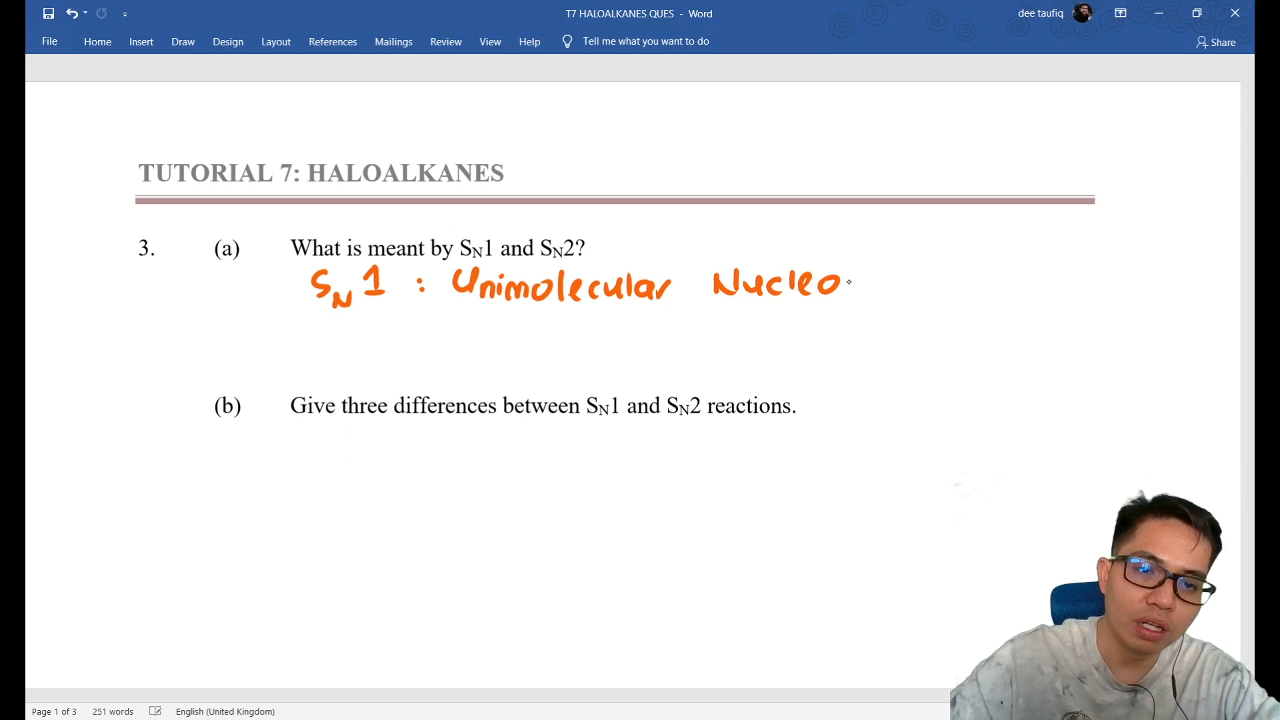 T7 HALOALKANES QUES - Word
dee taufiq
File Home Insert Draw Design Layout References Mailings Review View Help Tell me what you want to do Share
TUTORIAL 7: HALOALKANES
3. (a) What is meant by SN1 and SN2?
SN1 : Unimolecular Nucleo
(b) Give three differences between SN1 and SN2 reactions.
Page 1 of 3 251 words English (United Kingdom)